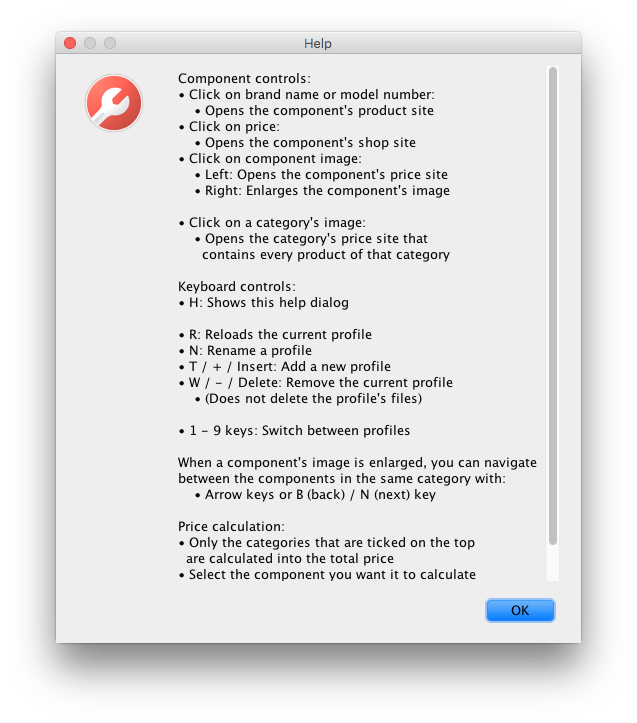 Help
Component controls:
• Click on brand name or model number:
• Opens the component's product site
• Click on price:
• Opens the component's shop site
• Click on component image:
• Left: Opens the component's price site
• Right: Enlarges the component's image
• Click on a category's image:
• Opens the category's price site that
contains every product of that category
Keyboard controls:
• H: Shows this help dialog
• R: Reloads the current profile
• N: Rename a profile
• T / + / Insert: Add a new profile
• W / - / Delete: Remove the current profile
• (Does not delete the profile's files)
• 1 - 9 keys: Switch between profiles
When a component's image is enlarged, you can navigate
between the components in the same category with:
• Arrow keys or B (back) / N (next) key
Price calculation:
• Only the categories that are ticked on the top
are calculated into the total price
• Select the component you want it to calculate
OK